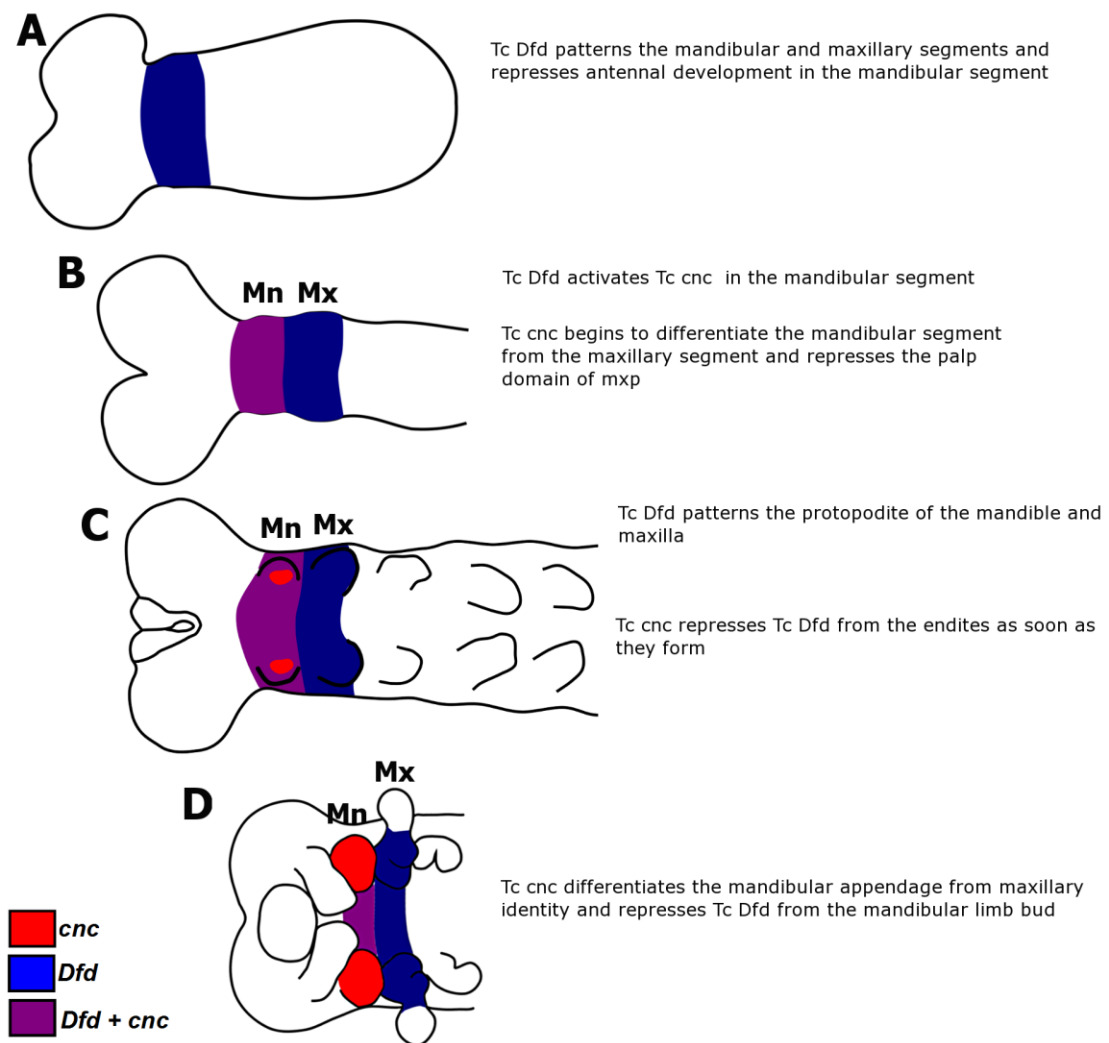 A
Tc Dfd patterns the mandibular and maxillary segments and
represses antennal development in the mandibular segment
B
Mn Mx
Tc Dfd activates Tc cnc in the mandibular segment
Tc cnc begins to differentiate the mandibular segment
from the maxillary segment and represses the palp
domain of mxp
C
Mn Mx
Tc Dfd patterns the protopodite of the mandible and
maxilla
Tc cnc represses Tc Dfd from the endites as soon as
they form
D
Mx
Mn
Tc cnc differentiates the mandibular appendage from maxillary
identity and represses Tc Dfd from the mandibular limb bud
cnc
Dfd
Dfd + cnc